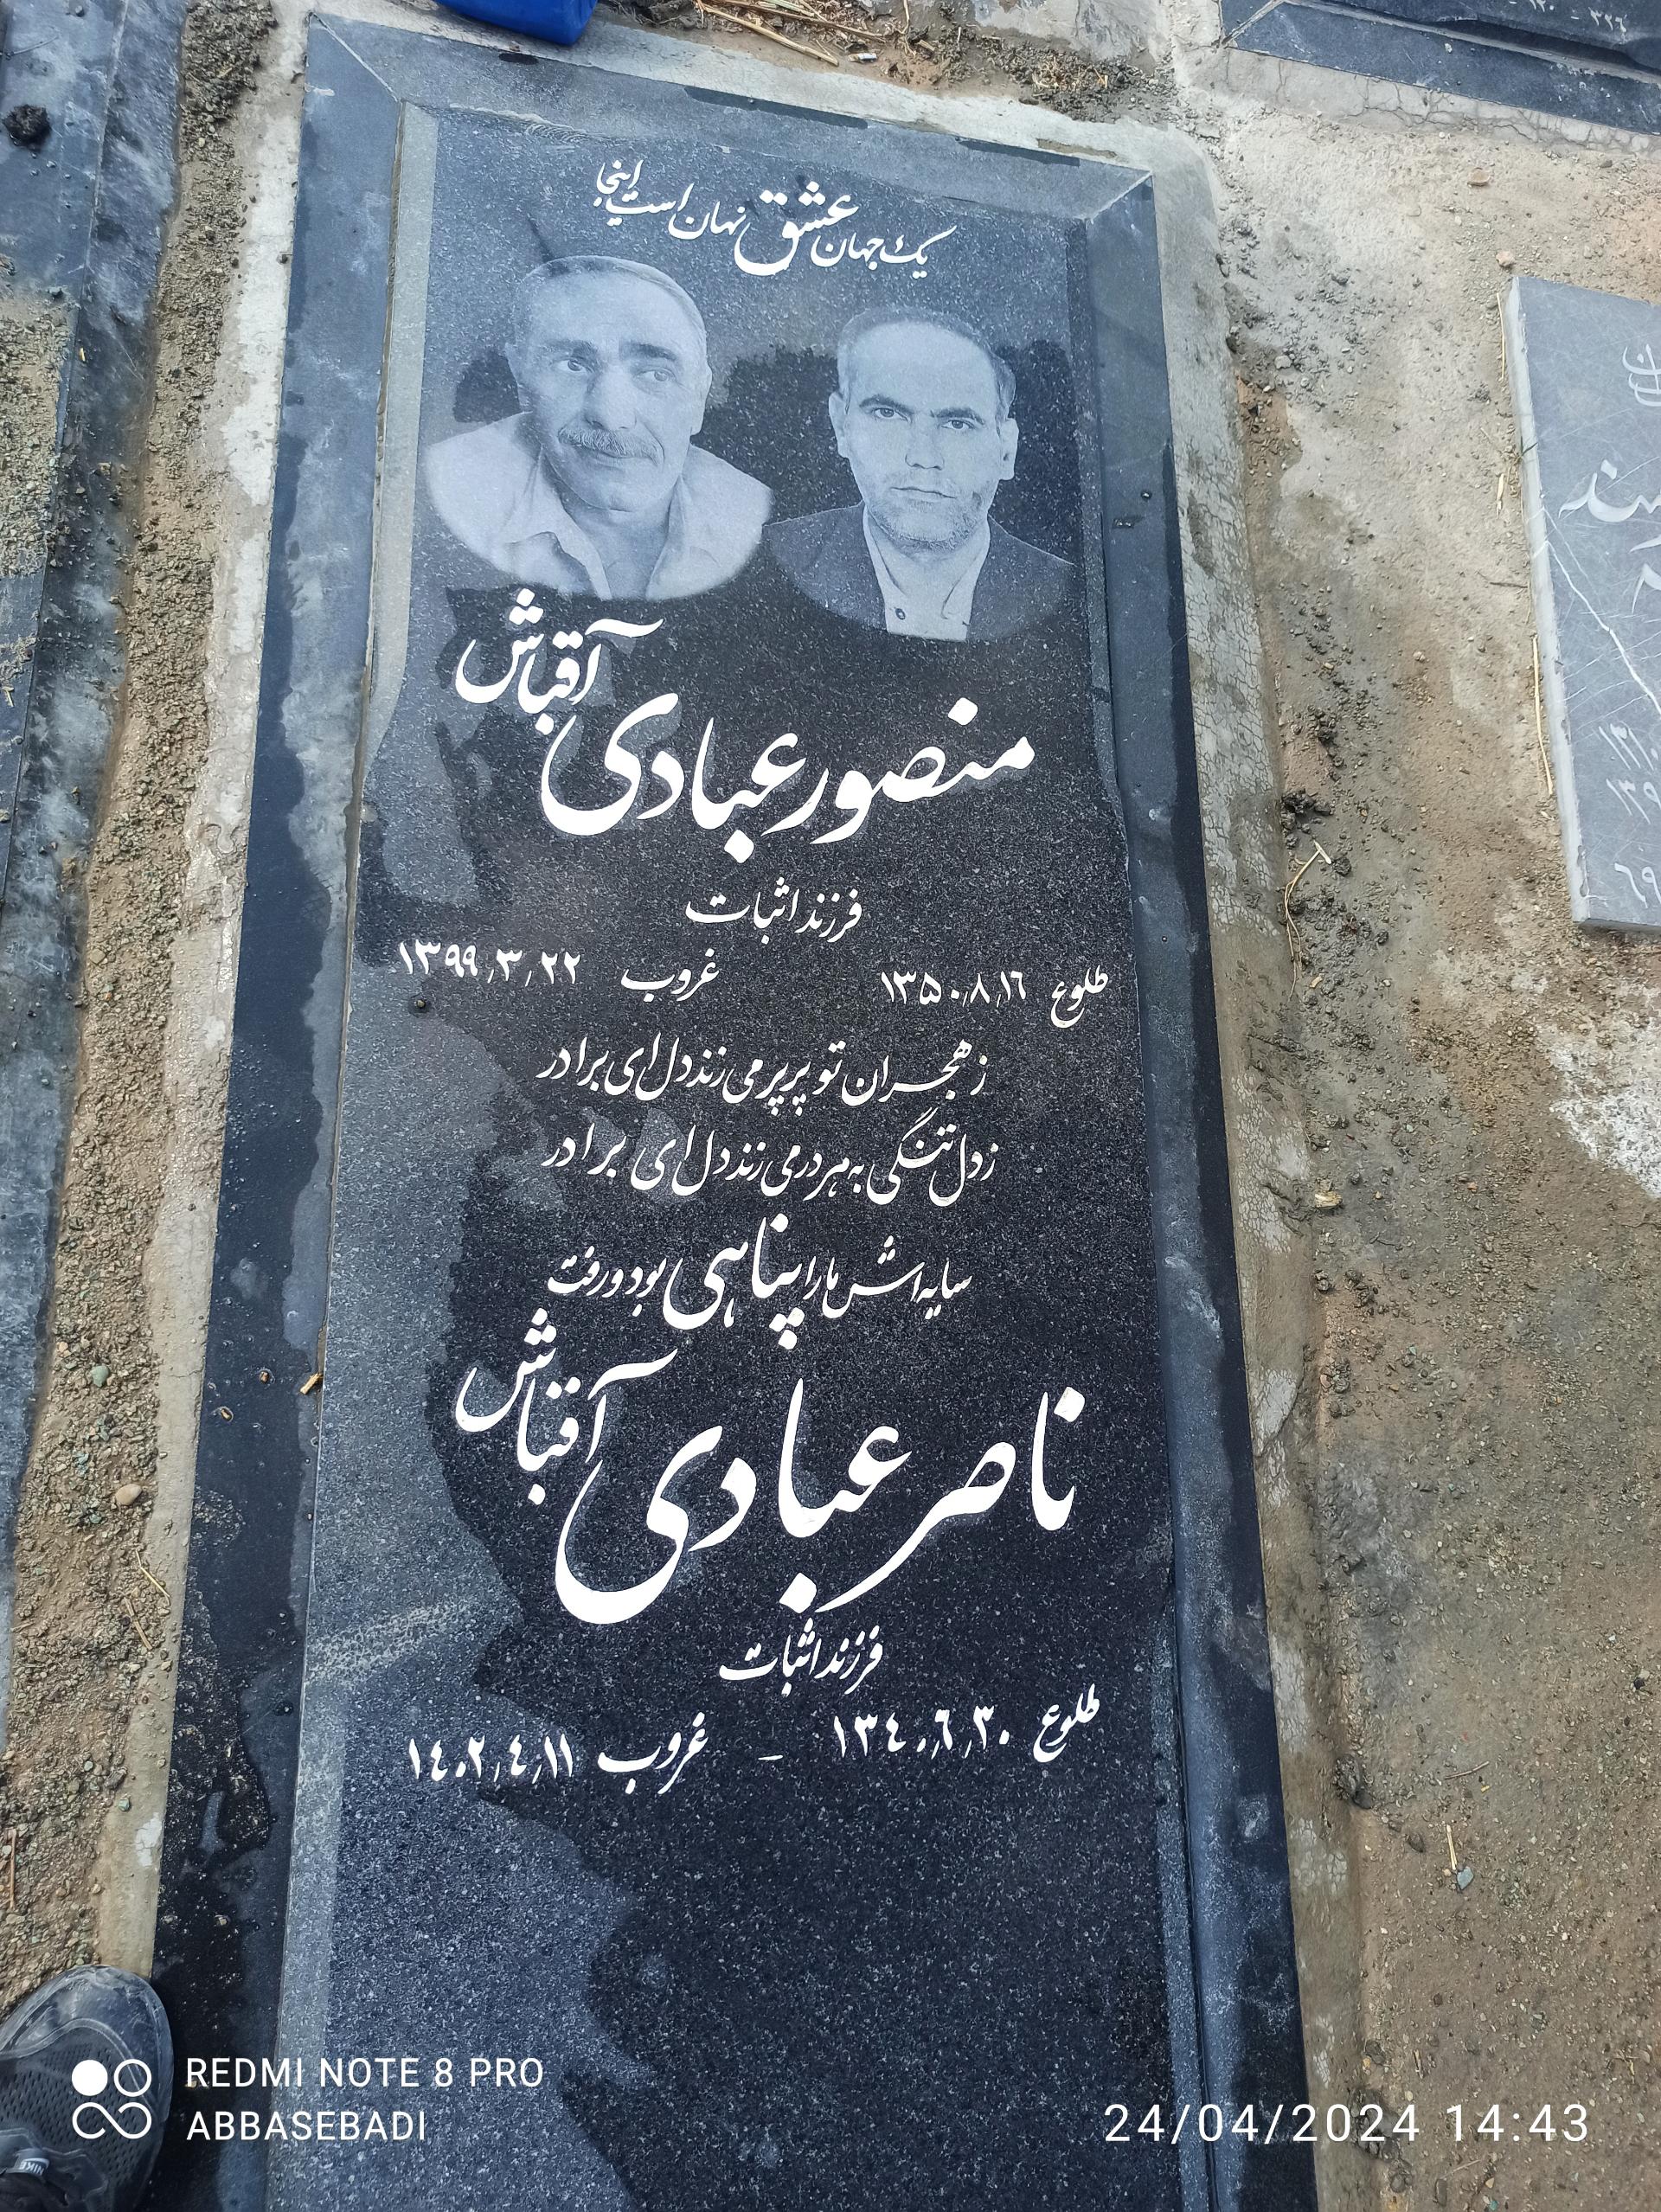 یک جهان عشق نهان است اینجا
منصور عبادی آقباش
فرزند اثبات
طلوع ۱۳۵۰٫۸٫۱۶ غروب ۱۳۹۹٫۳٫۲۲
ز هجران تو پرپر می زند دل ای برادر
ز دلتنگی به هر در می زند دل ای برادر
سایه اش ما را پناهی بود و رفت
ناصر عبادی آقباش
فرزند اثبات
طلوع ۱۳۴۰٫۶٫۳۰ - غروب ۱۴۰۲٫۴٫۱۱
REDMI NOTE 8 PRO
ABBASEBADI
24/04/2024 14:43